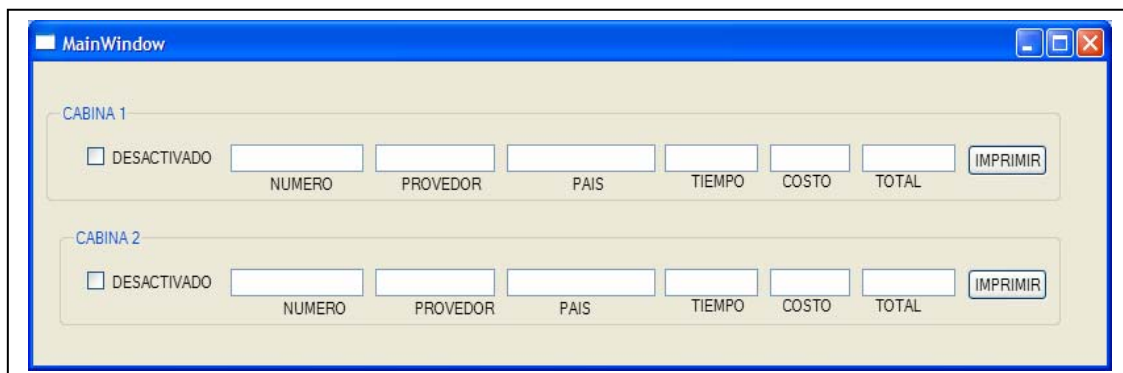 MainWindow
CABINA 1
DESACTIVADO IMPRIMIR
NUMERO PROVEDOR PAIS TIEMPO COSTO TOTAL
CABINA 2
DESACTIVADO IMPRIMIR
NUMERO PROVEDOR PAIS TIEMPO COSTO TOTAL